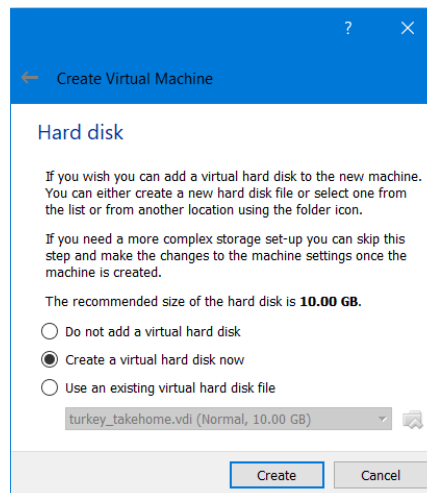 ?
Create Virtual Machine
Hard disk
If you wish you can add a virtual hard disk to the new machine.
You can either create a new hard disk file or select one from
the list or from another location using the folder icon.
If you need a more complex storage set-up you can skip this
step and make the changes to the machine settings once the
machine is created.
The recommended size of the hard disk is 10.00 GB.
Do not add a virtual hard disk
Create a virtual hard disk now
Use an existing virtual hard disk file
turkey_takehome.vdi (Normal, 10.00 GB)
Create Cancel